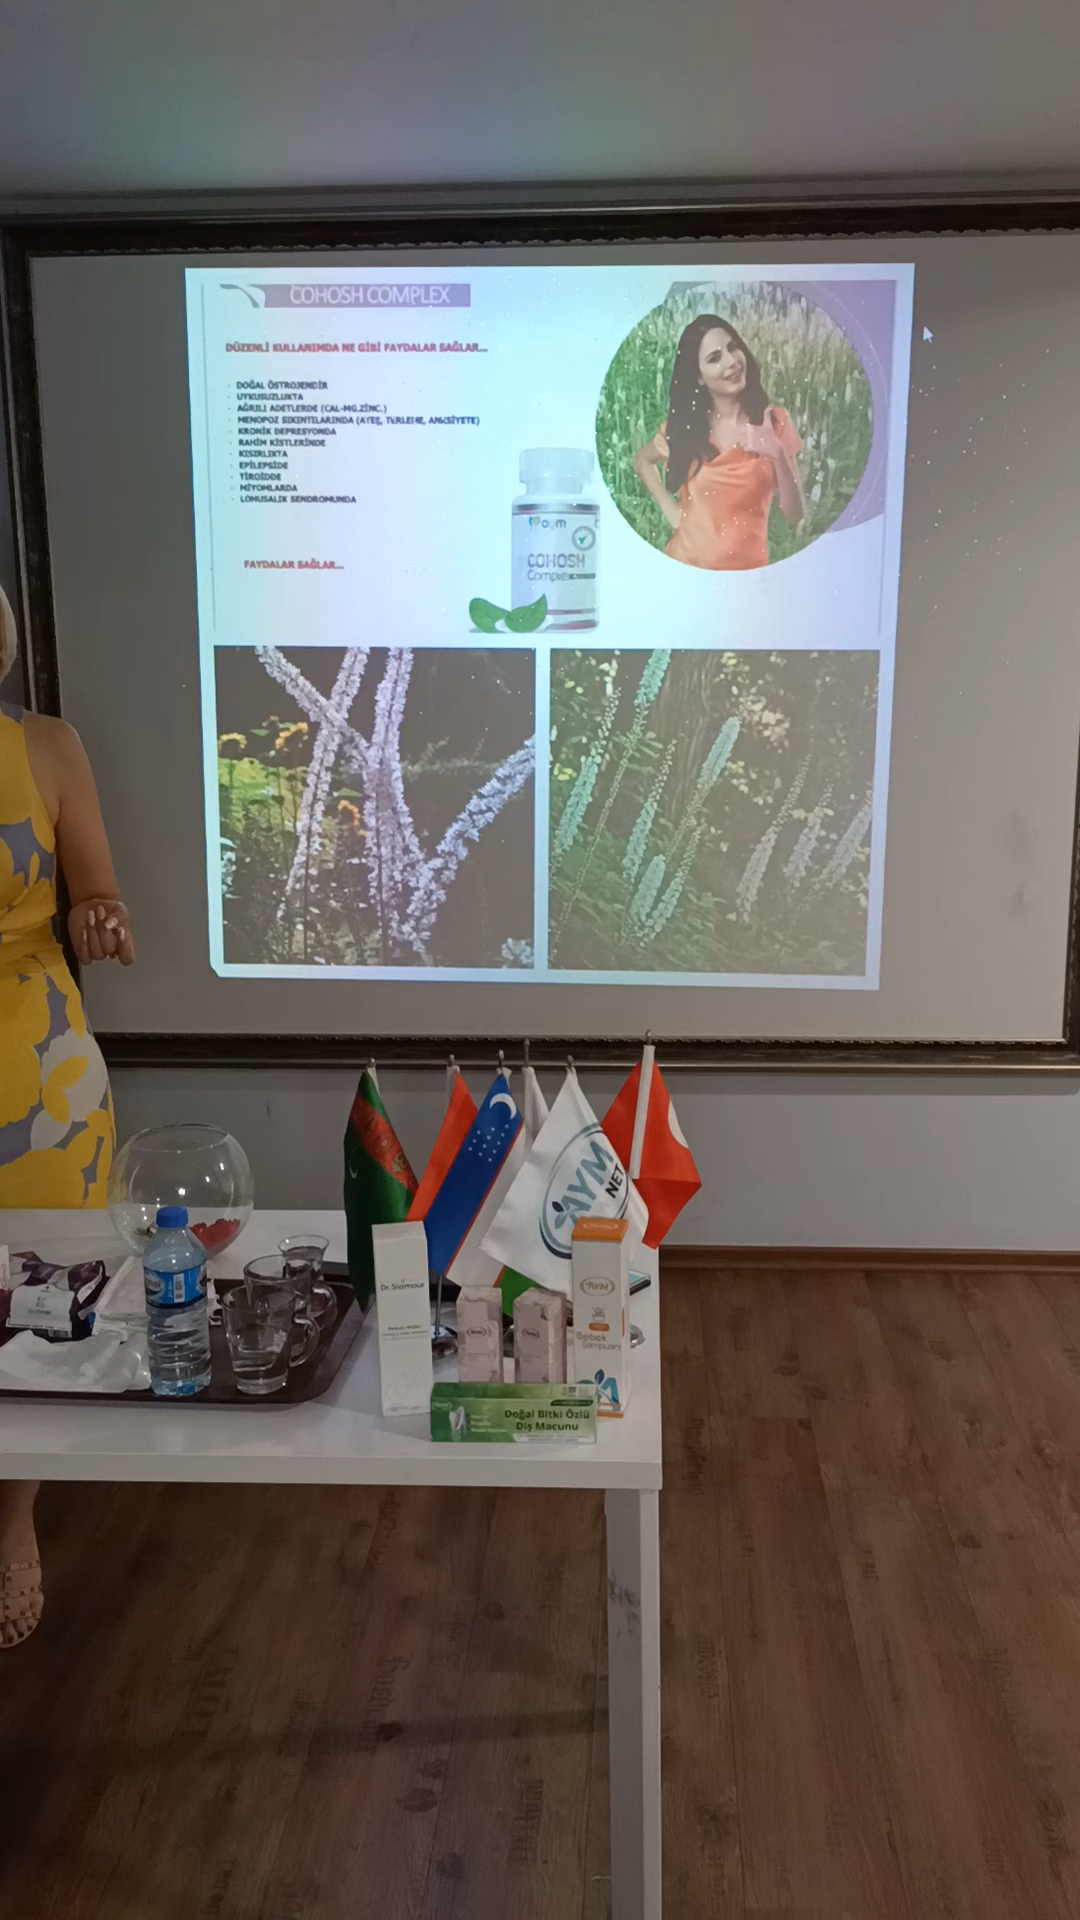 COHOSH COMPLEX
DÜZENLİ KULLANIMDA NE GİBİ FAYDALAR SAĞLAR...
- DOĞAL ÖSTROJENDİR
- UYKUSUZLUKTA
- AĞRILI ADETLERDE (CAL-MG.ZİNC.)
- MENOPOZ SIKINTILARINDA (ATEŞ, TERLEME, ANKSİYETE)
- KRONİK DEPRESYONDA
- RAHİM KİSTLERİNDE
- KISIRLIKTA
- EPİLEPSİDE
- TİROİDDE
- MİYOMLARDA
- LOHUSALIK SENDROMUNDA
FAYDALAR SAĞLAR...
aym
COHOSH
Complex
AYM
NET
Dr Siamour
AYM
Bebek
Şampuanı
Doğal Bitki Özlü
Diş Macunu